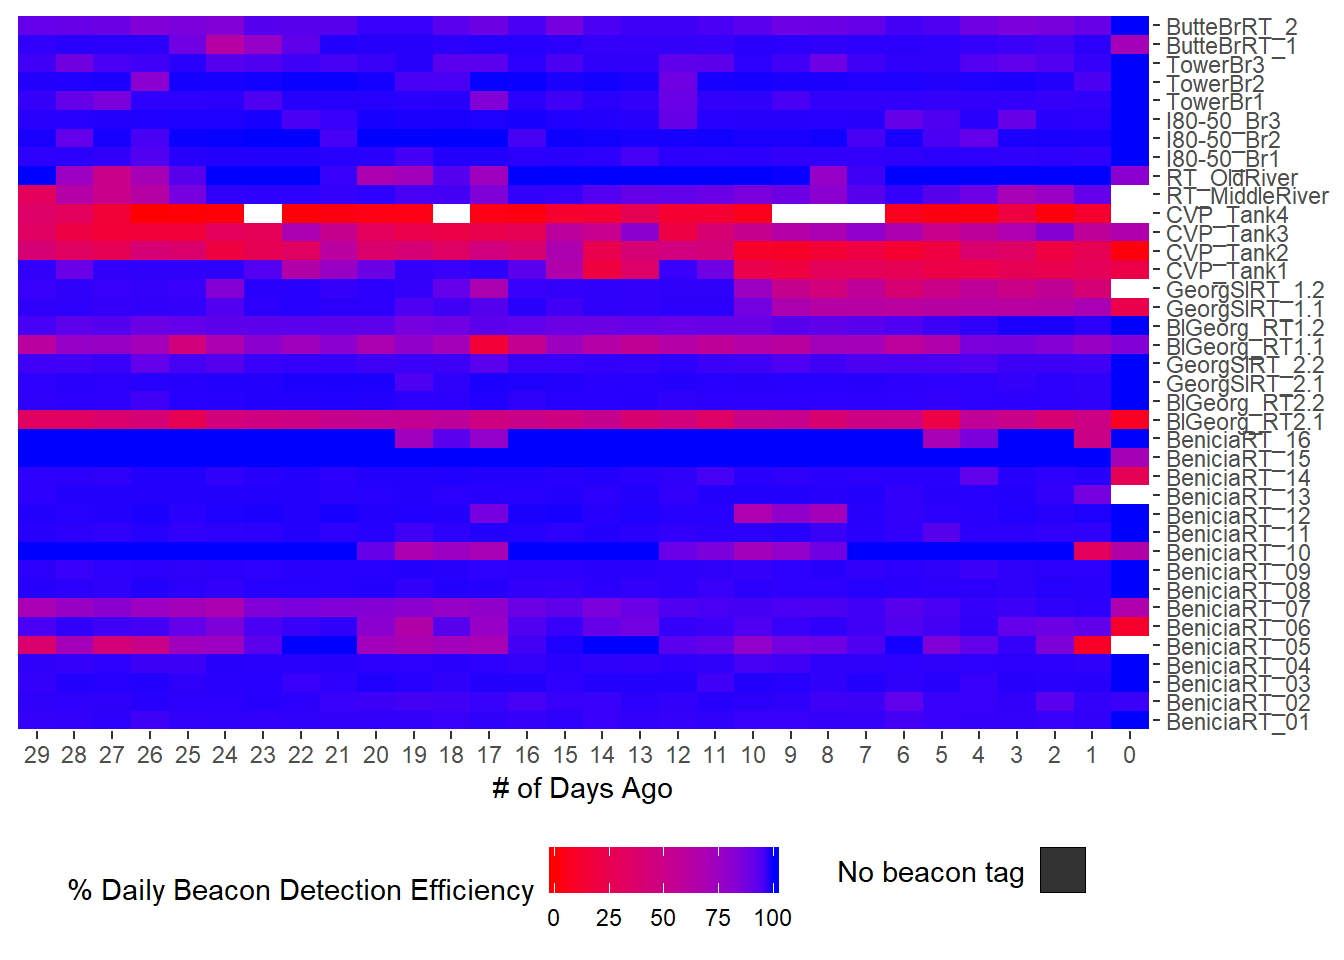 ButteBrRT_2
ButteBrRT_1
TowerBr3
TowerBr2
TowerBr1
I80-50_Br3
I80-50_Br2
I80-50_Br1
RT_OldRiver
RT_MiddleRiver
CVP_Tank4
CVP_Tank3
CVP_Tank2
CVP_Tank1
GeorgSlRT_1.2
GeorgSlRT_1.1
BlGeorg_RT1.2
BlGeorg_RT1.1
GeorgSlRT_2.2
GeorgSlRT_2.1
BlGeorg_RT2.2
BlGeorg_RT2.1
BeniciaRT_16
BeniciaRT_15
BeniciaRT_14
BeniciaRT_13
BeniciaRT_12
BeniciaRT_11
BeniciaRT_10
BeniciaRT_09
BeniciaRT_08
BeniciaRT_07
BeniciaRT_06
BeniciaRT_05
BeniciaRT_04
BeniciaRT_03
BeniciaRT_02
BeniciaRT_01
29 28 27 26 25 24 23 22 21 20 19 18 17 16 15 14 13 12 11 10 9 8 7 6 5 4 3 2 1 0
# of Days Ago
% Daily Beacon Detection Efficiency
0 25 50 75 100
No beacon tag